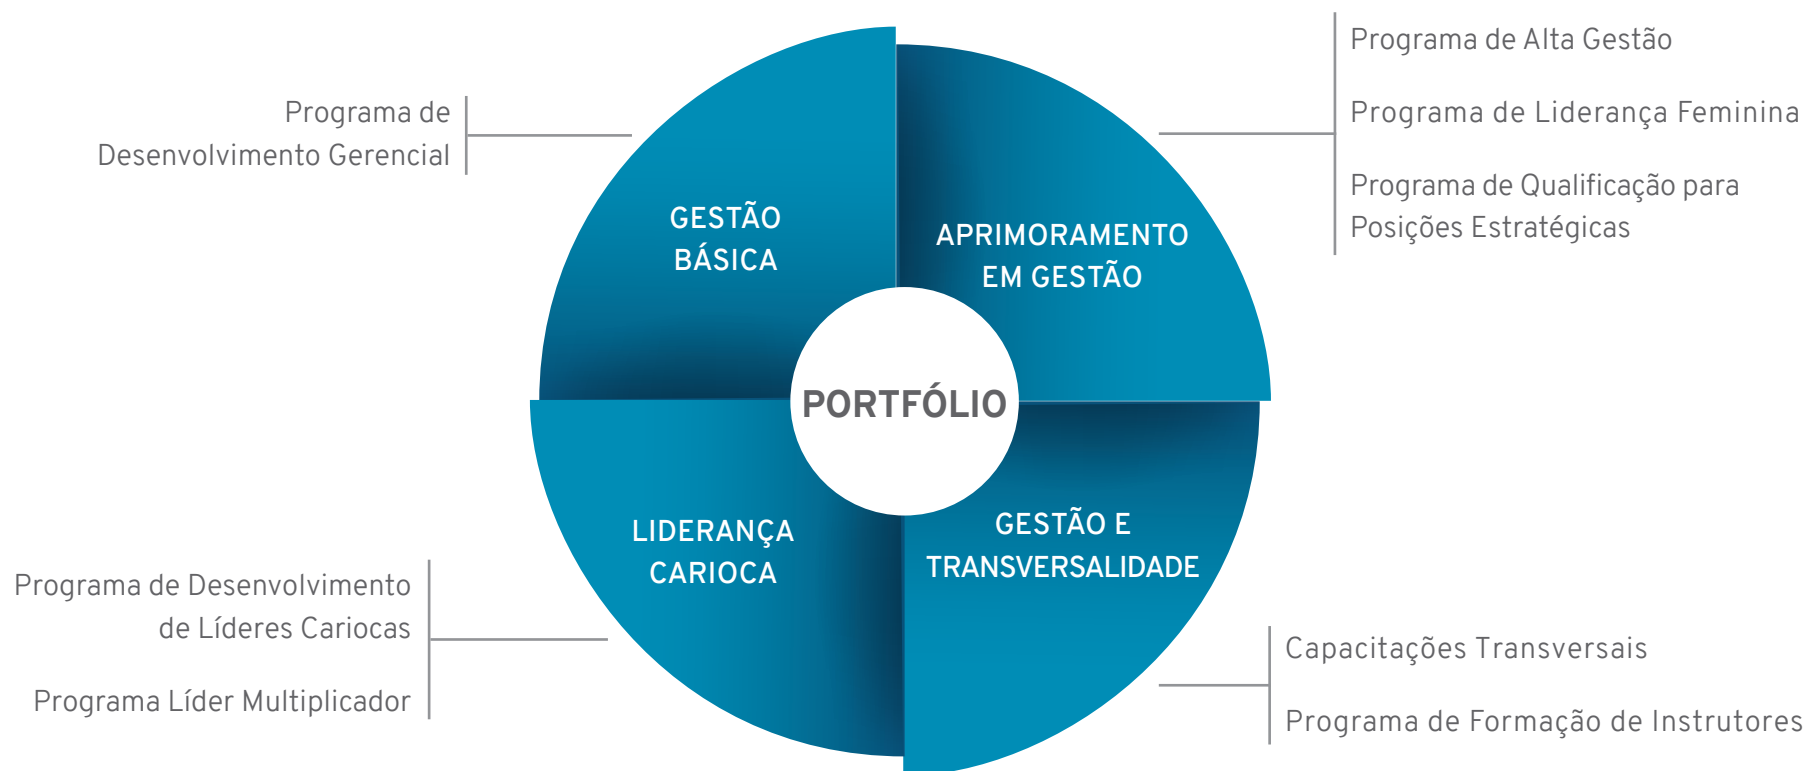 Programa de
Desenvolvimento Gerencial
GESTÃO
BÁSICA
Programa de Alta Gestão
Programa de Liderança Feminina
Programa de Qualificação para
Posições Estratégicas
APRIMORAMENTO
EM GESTÃO
PORTFÓLIO
LIDERANÇA
CARIOCA
Programa de Desenvolvimento
de Líderes Cariocas
Programa Líder Multiplicador
GESTÃO E
TRANSVERSALIDADE
Capacitações Transversais
Programa de Formação de Instrutores